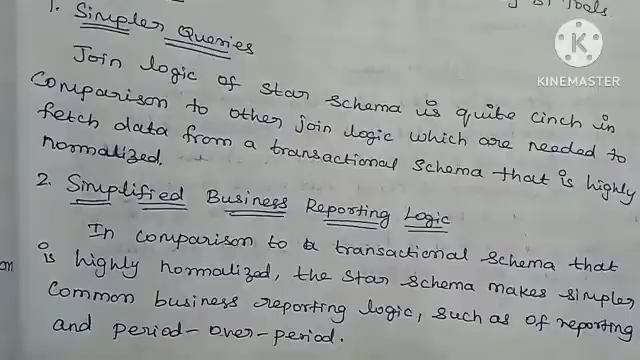 BI Tools.
1. Simpler Queries
Join logic of star schema is quite cinch in
Comparison to other join logic which are needed to
fetch data from a transactional schema that is highly
normalized.
2. Simplified Business Reporting Logic
In comparison to a transactional schema that
is highly normalized, the star schema makes simpler
common business reporting logic, such as of reporting
and period-over-period.
K
KINEMASTER